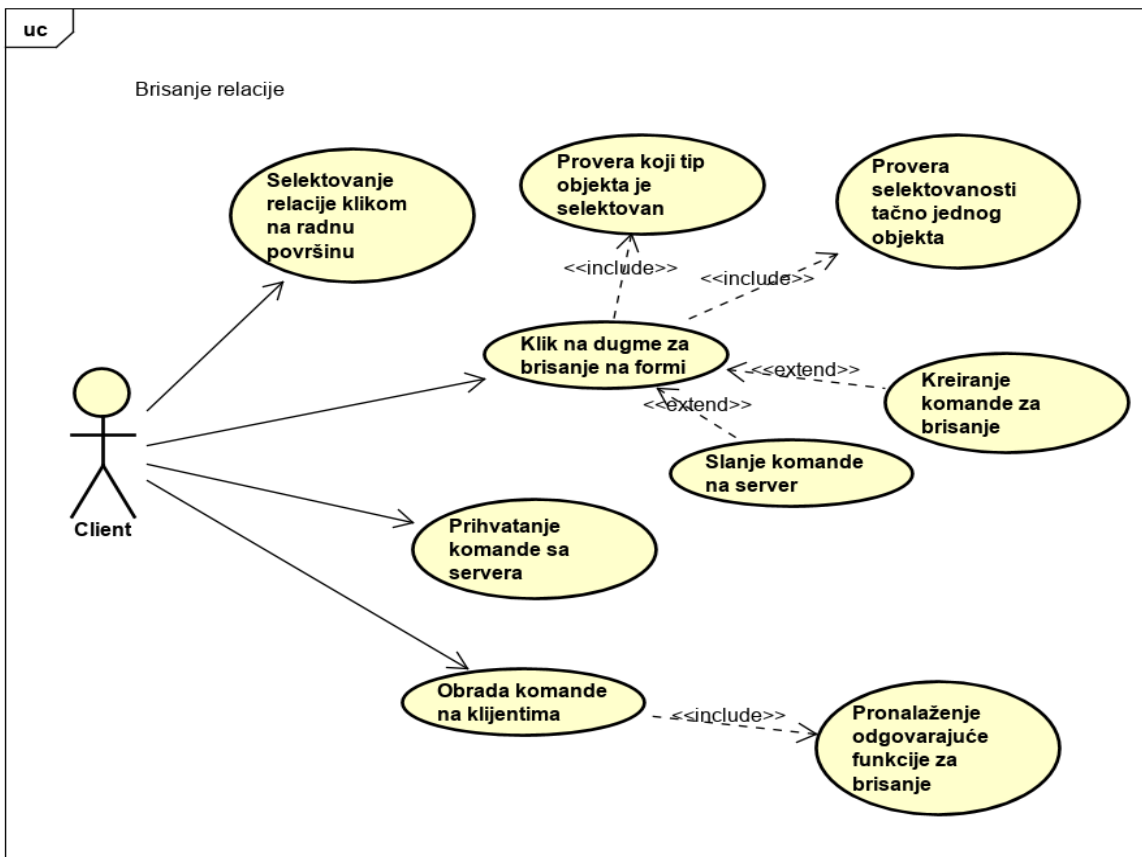 uc
Brisanje relacije
Selektovanje
relacije klikom
na radnu
površinu
Provera koji tip
objekta je
selektovan
Provera
selektovanosti
tačno jednog
objekta
<<include>>
<<include>>
Klik na dugme za
brisanje na formi
<<extend>>
Kreiranje
komande za
brisanje
<<extend>>
Slanje komande
na server
Client
Prihvatanje
komande sa
servera
Obrada komande
na klijentima
<<include>>
Pronalaženje
odgovarajuće
funkcije za
brisanje